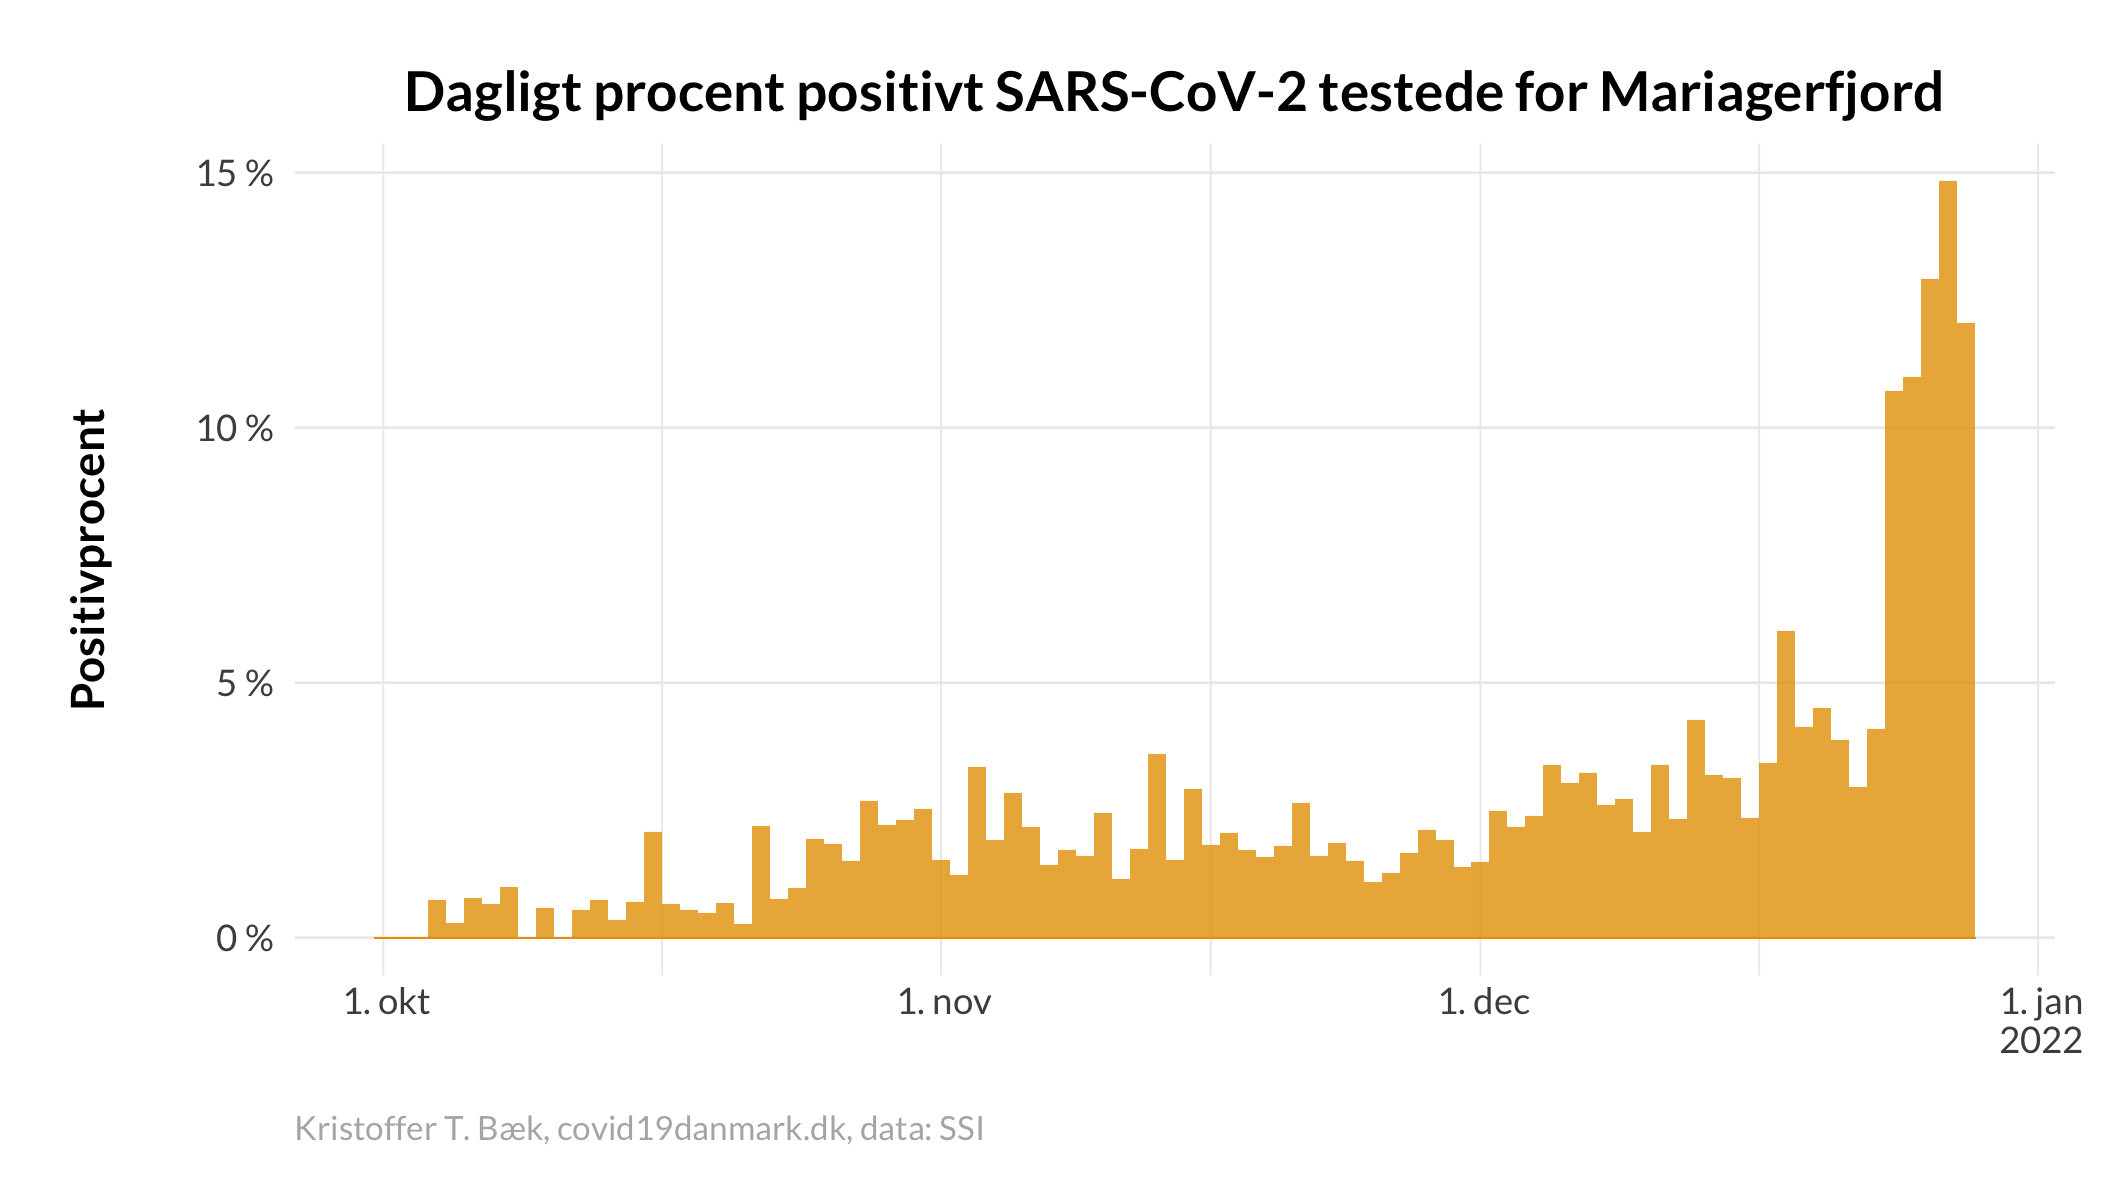 Dagligt procent positivt SARS-CoV-2 testede for Mariagerfjord
Positivprocent
15 %
10 %
5 %
0 %
1. okt
1. nov
1. dec
1. jan
2022
Kristoffer T. Bæk, covid19danmark.dk, data: SSI